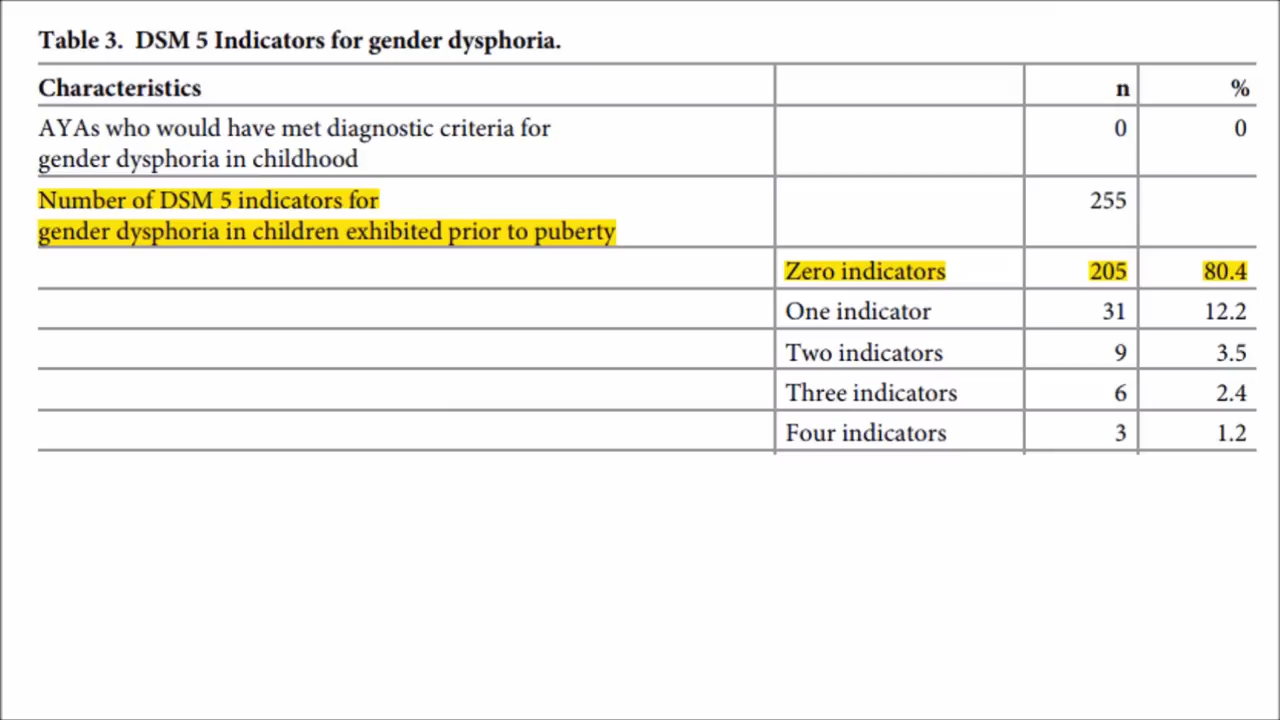 Table 3. DSM 5 Indicators for gender dysphoria.
Characteristics n %
AYAs who would have met diagnostic criteria for 0 0
gender dysphoria in childhood
Number of DSM 5 indicators for 255
gender dysphoria in children exhibited prior to puberty
Zero indicators 205 80.4
One indicator 31 12.2
Two indicators 9 3.5
Three indicators 6 2.4
Four indicators 3 1.2